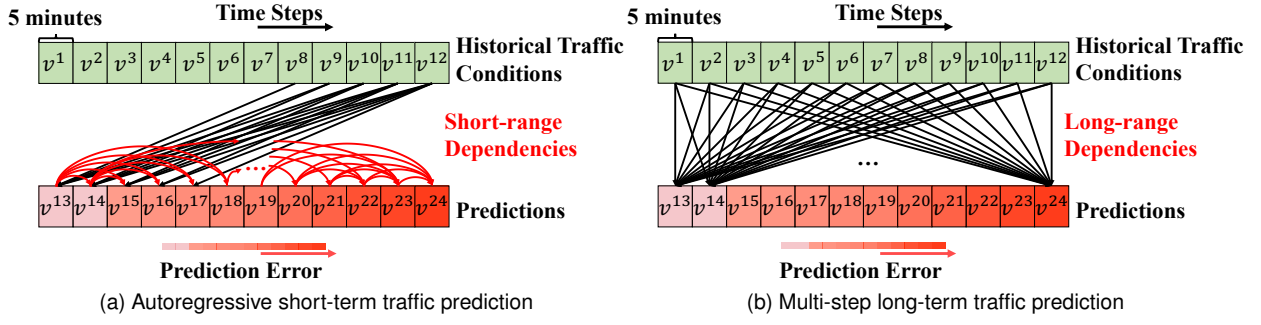 Time Steps
5 minutes
v¹ v² v³ v⁴ v⁵ v⁶ v⁷ v⁸ v⁹ v¹⁰ v¹¹ v¹²
Historical Traffic
Conditions
Short-range
Dependencies
...
v¹³ v¹⁴ v¹⁵ v¹⁶ v¹⁷ v¹⁸ v¹⁹ v²⁰ v²¹ v²² v²³ v²⁴
Predictions
Prediction Error
(a) Autoregressive short-term traffic prediction
Time Steps
5 minutes
v¹ v² v³ v⁴ v⁵ v⁶ v⁷ v⁸ v⁹ v¹⁰ v¹¹ v¹²
Historical Traffic
Conditions
Long-range
Dependencies
...
v¹³ v¹⁴ v¹⁵ v¹⁶ v¹⁷ v¹⁸ v¹⁹ v²⁰ v²¹ v²² v²³ v²⁴
Predictions
Prediction Error
(b) Multi-step long-term traffic prediction